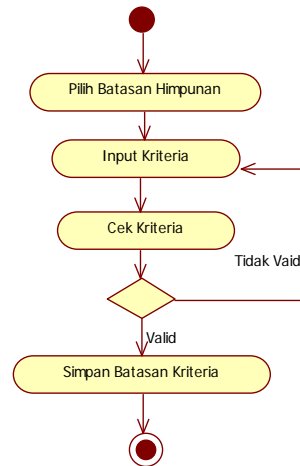 Pilih Batasan Himpunan
Input Kriteria
Cek Kriteria
Tidak Vaid
Valid
Simpan Batasan Kriteria